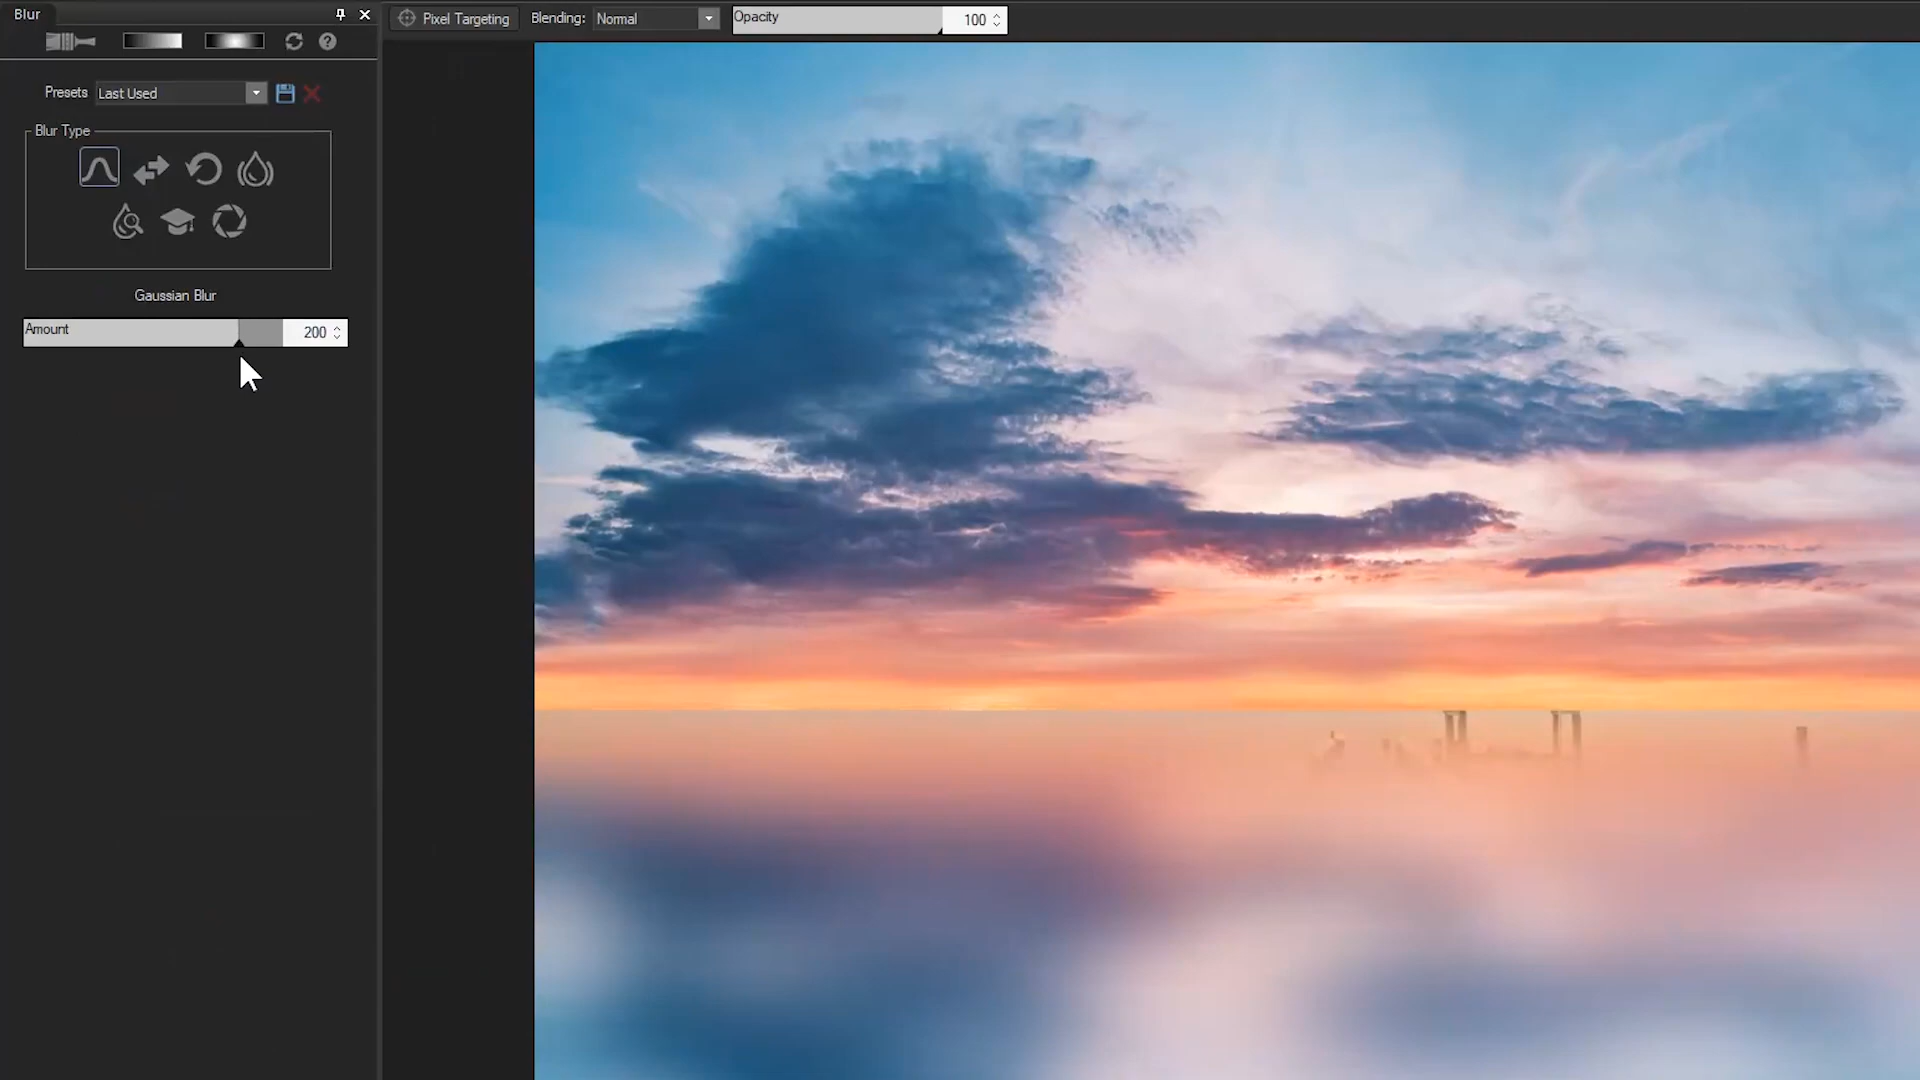 Blur
Pixel Targeting
Blending:
Normal
Opacity
100
Presets
Last Used
Blur Type
Gaussian Blur
Amount
200